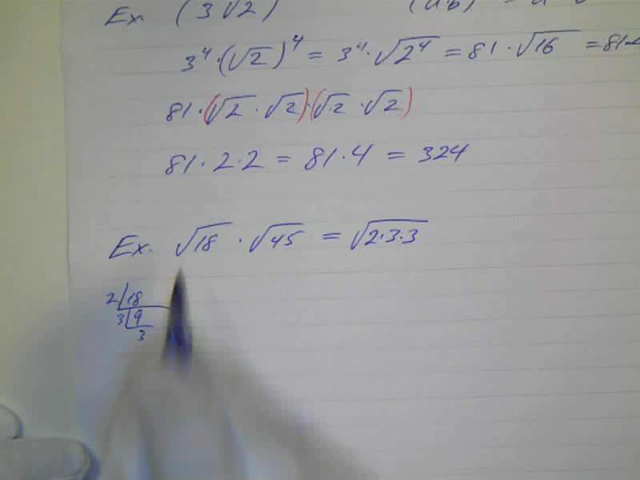 Ex. (3√2)
3⁴·(√2)⁴ = 3⁴·√2⁴ = 81·√16 = 81
81·(√2·√2)(√2·√2)
81·2·2 = 81·4 = 324
Ex. √18 · √45 = √2·3·3
2 18
3 9
3